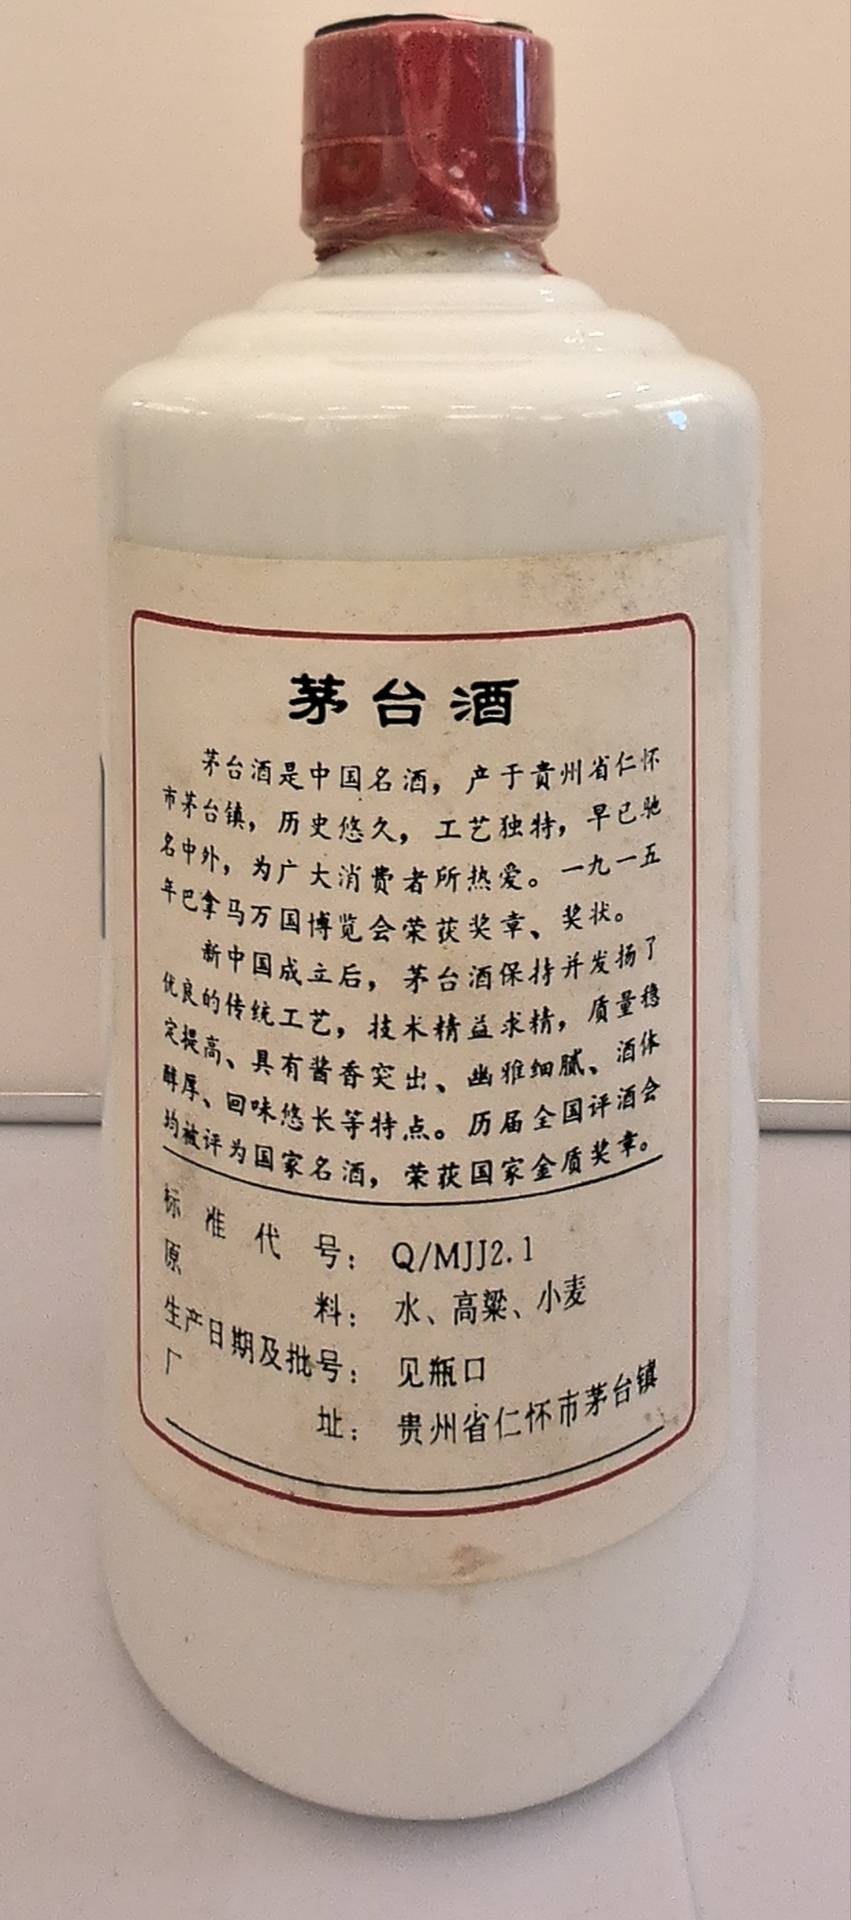 茅台酒
茅台酒是中国名酒，产于贵州省仁怀
市茅台镇，历史悠久，工艺独特，早已驰
名中外，为广大消费者所热爱。一九一五
年巴拿马万国博览会荣获奖章、奖状。
新中国成立后，茅台酒保持并发扬了
优良的传统工艺，技术精益求精，质量稳
定提高、具有酱香突出、幽雅细腻、酒体
醇厚、回味悠长等特点。历届全国评酒会
均被评为国家名酒，荣获国家金质奖章。
标准代号：Q/MJJ2.1
原料：水、高粱、小麦
生产日期及批号：见瓶口
厂址：贵州省仁怀市茅台镇